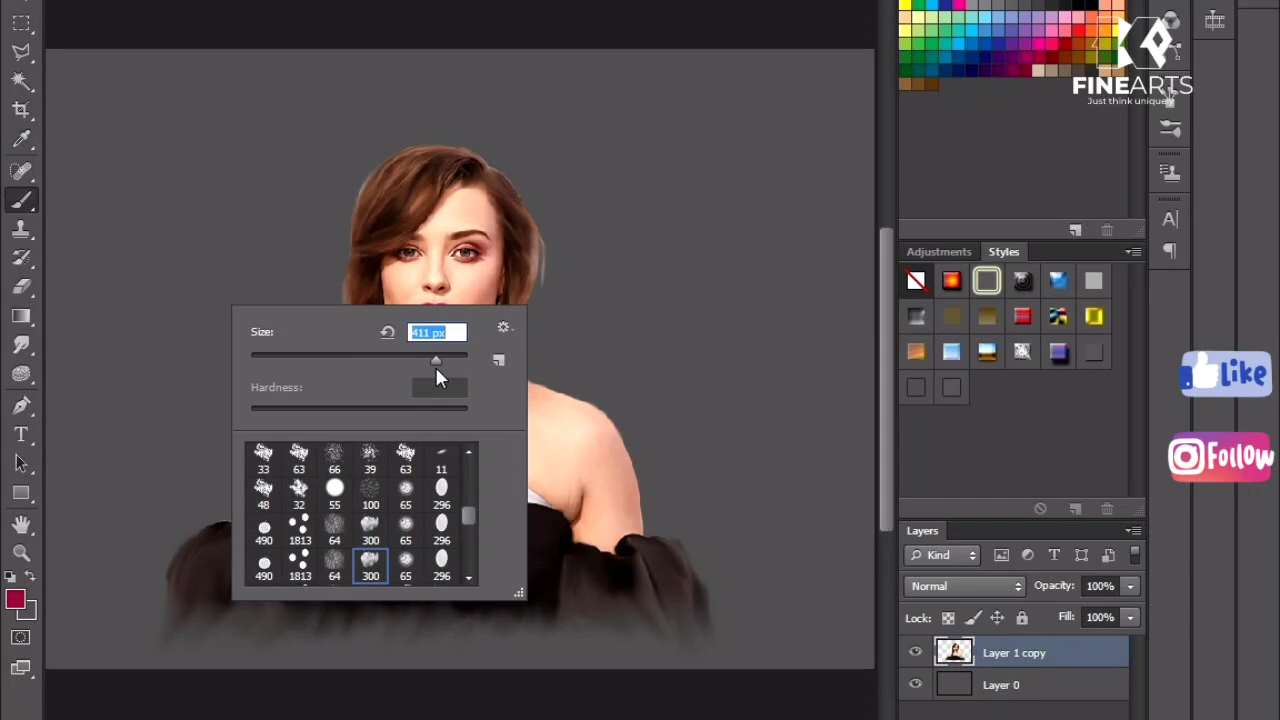 FINEARTS
Just think uniquely
Adjustments
Styles
Size:
411 px
Hardness:
33 63 66 39 63 11
48 32 55 100 65 296
490 1813 64 300 65 296
490 1813 64 300 65 296
Like
Follow
T
A
Layers
Kind
T
Normal
Opacity: 100%
Lock:
Fill: 100%
Layer 1 copy
Layer 0